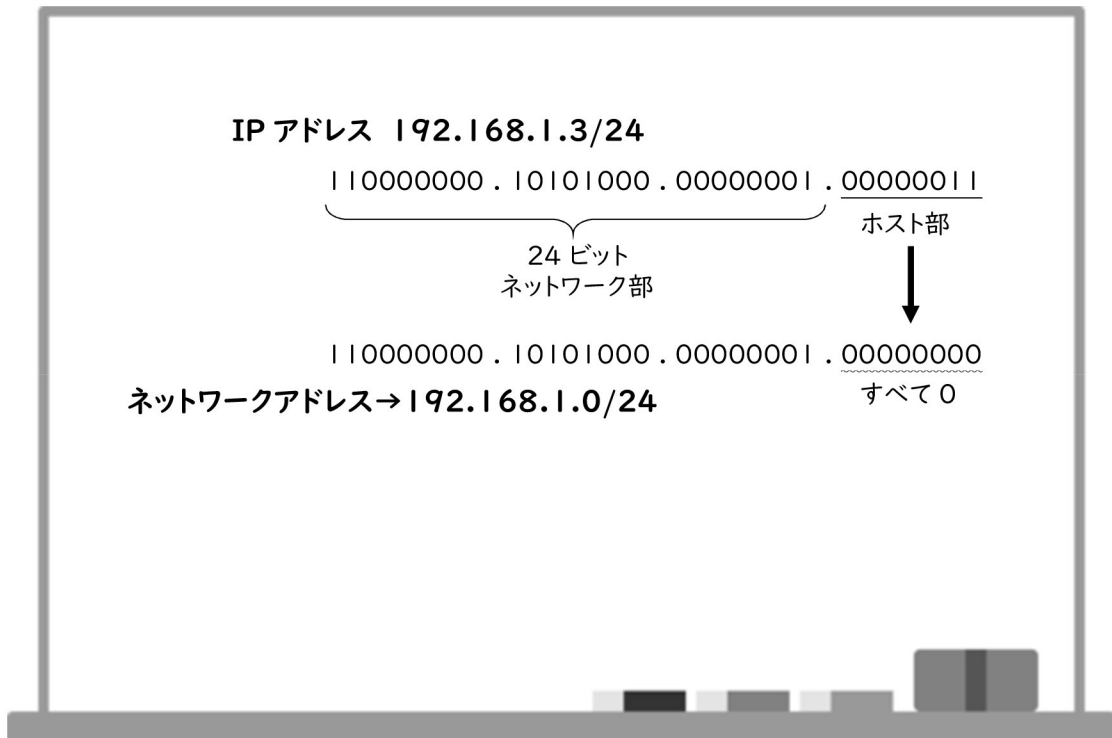 IP アドレス 192.168.1.3/24
110000000 . 10101000 . 00000001 . 00000011
ホスト部
24 ビット
ネットワーク部
110000000 . 10101000 . 00000001 . 00000000
すべて 0
ネットワークアドレス→192.168.1.0/24